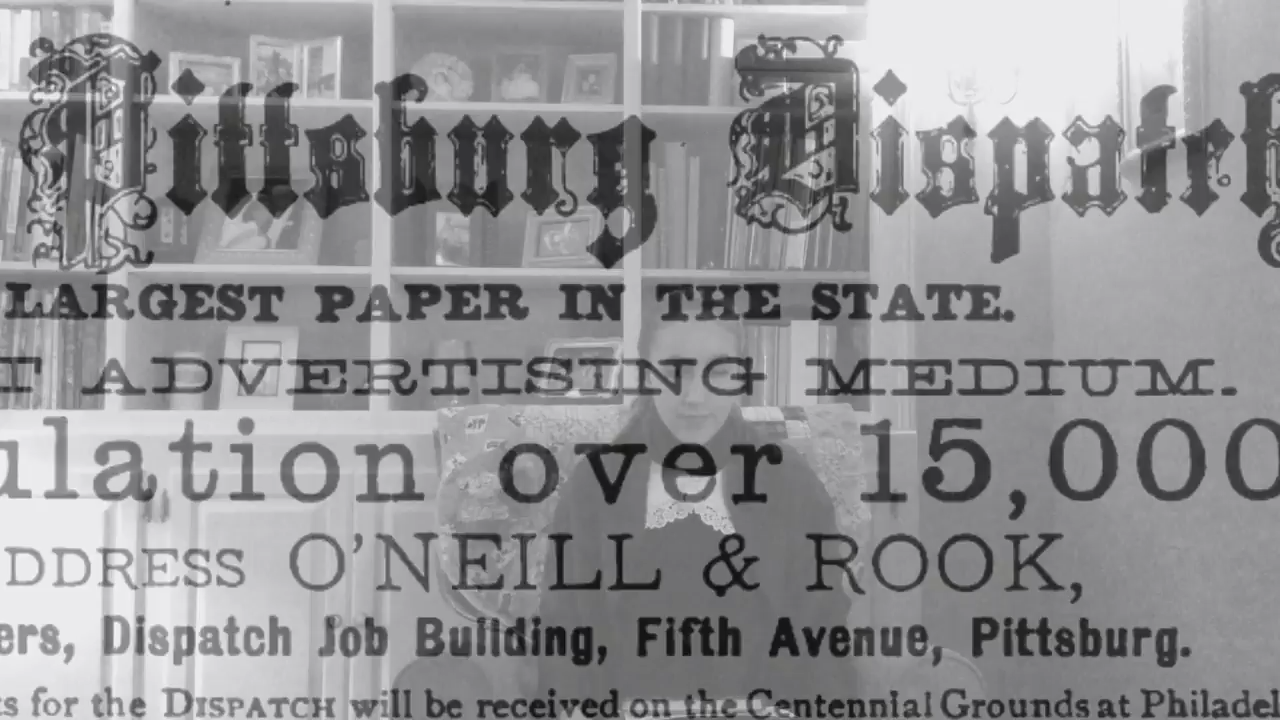 Pittsburg Dispatch
LARGEST PAPER IN THE STATE.
T ADVERTISING MEDIUM.
ulation over 15,000
DDRESS O'NEILL & ROOK,
ers, Dispatch Job Building, Fifth Avenue, Pittsburg.
ts for the DISPATCH will be received on the Centennial Grounds at Philadel